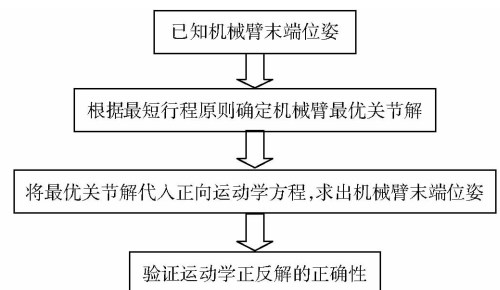 已知机械臂末端位姿
根据最短行程原则确定机械臂最优关节解
将最优关节解代入正向运动学方程,求出机械臂末端位姿
验证运动学正反解的正确性